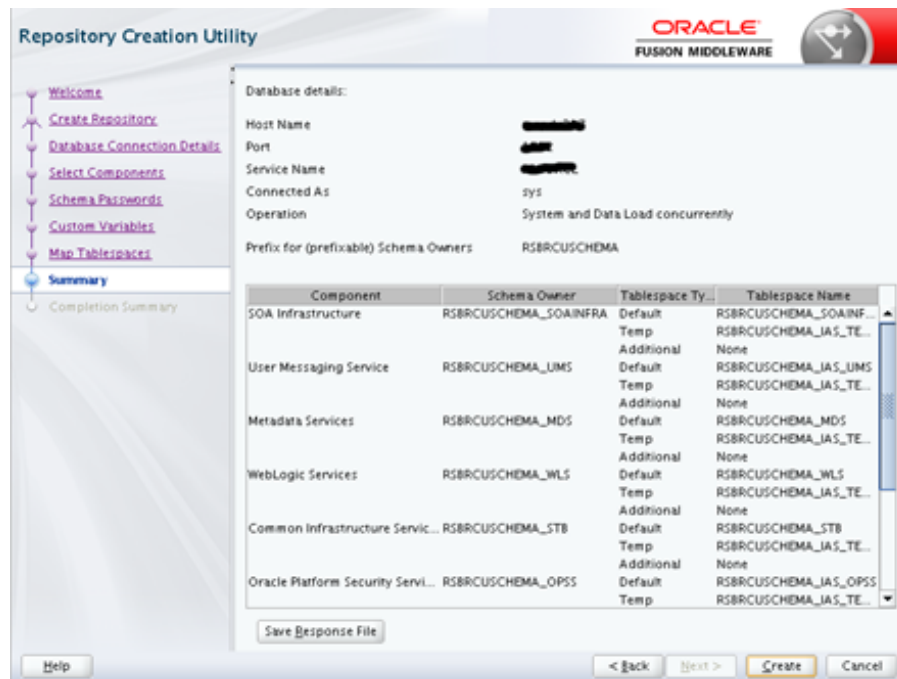 Repository Creation Utility
ORACLE
FUSION MIDDLEWARE
Welcome
Create Repository
Database Connection Details
Select Components
Schema Passwords
Custom Variables
Map Tablespaces
Summary
Completion Summary
Database details:
Host Name
Port
Service Name
Connected As sys
Operation System and Data Load concurrently
Prefix for (prefixable) Schema Owners RSBRCUSCHEMA
Component Schema Owner Tablespace Ty... Tablespace Name
SOA Infrastructure RSBRCUSCHEMA_SOAINFRA Default RSBRCUSCHEMA_SOAINF...
Temp RSBRCUSCHEMA_IAS_TE...
Additional None
User Messaging Service RSBRCUSCHEMA_UMS Default RSBRCUSCHEMA_IAS_UMS
Temp RSBRCUSCHEMA_IAS_TE...
Additional None
Metadata Services RSBRCUSCHEMA_MDS Default RSBRCUSCHEMA_MDS
Temp RSBRCUSCHEMA_IAS_TE...
Additional None
WebLogic Services RSBRCUSCHEMA_WLS Default RSBRCUSCHEMA_WLS
Temp RSBRCUSCHEMA_IAS_TE...
Additional None
Common Infrastructure Servic... RSBRCUSCHEMA_STB Default RSBRCUSCHEMA_STB
Temp RSBRCUSCHEMA_IAS_TE...
Additional None
Oracle Platform Security Servi... RSBRCUSCHEMA_OPSS Default RSBRCUSCHEMA_IAS_OPSS
Temp RSBRCUSCHEMA_IAS_TE...
Save Response File
Help
< Back
Next >
Create
Cancel